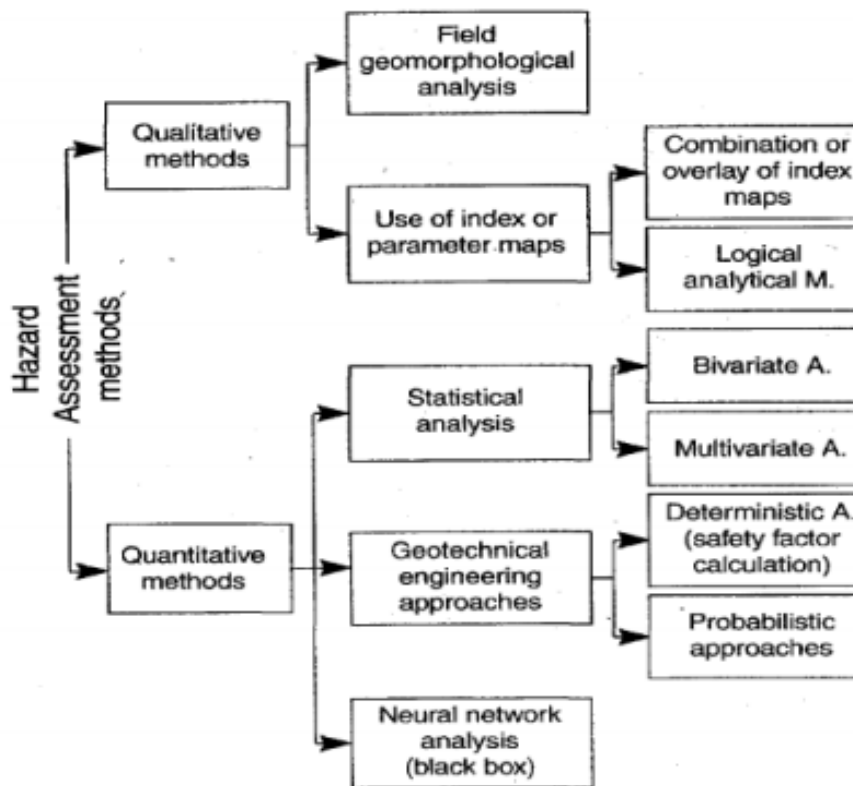 Field
geomorphological
analysis
Qualitative
methods
Combination or
overlay of index
maps
Use of index or
parameter maps
Logical
analytical M.
Hazard
Assessment
methods
Bivariate A.
Statistical
analysis
Multivariate A.
Deterministic A.
(safety factor
calculation)
Quantitative
methods
Geotechnical
engineering
approaches
Probabilistic
approaches
Neural network
analysis
(black box)